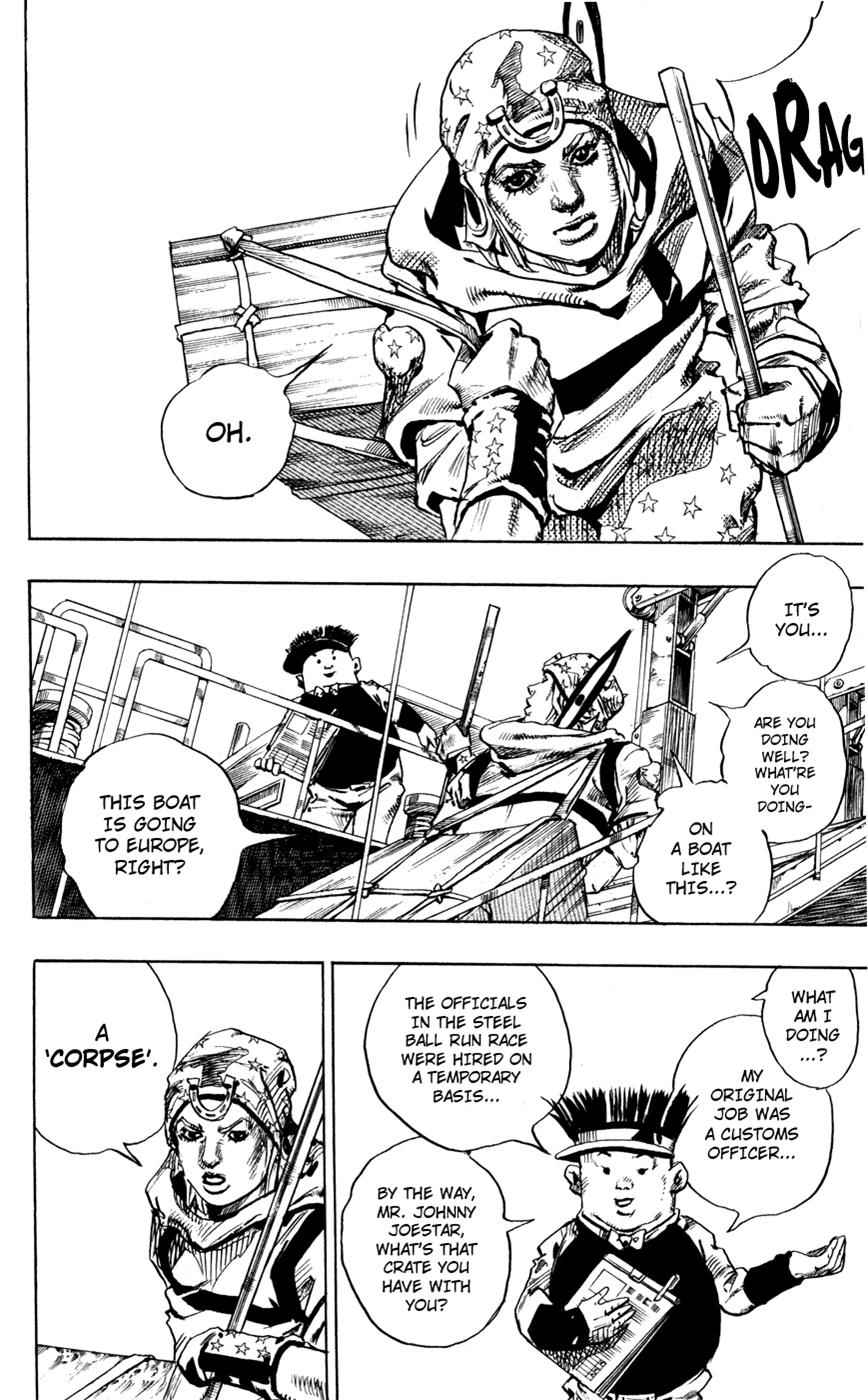 DRAG
OH.
IT'S
YOU...
ARE YOU
DOING
WELL?
WHAT'RE
YOU
DOING-
ON
A BOAT
LIKE
THIS...?
THIS BOAT
IS GOING
TO EUROPE,
RIGHT?
WHAT
AM I
DOING
...?
MY
ORIGINAL
JOB WAS
A CUSTOMS
OFFICER...
THE OFFICIALS
IN THE STEEL
BALL RUN RACE
WERE HIRED ON
A TEMPORARY
BASIS...
BY THE WAY,
MR. JOHNNY
JOESTAR,
WHAT'S THAT
CRATE YOU
HAVE WITH
YOU?
A
'CORPSE'.